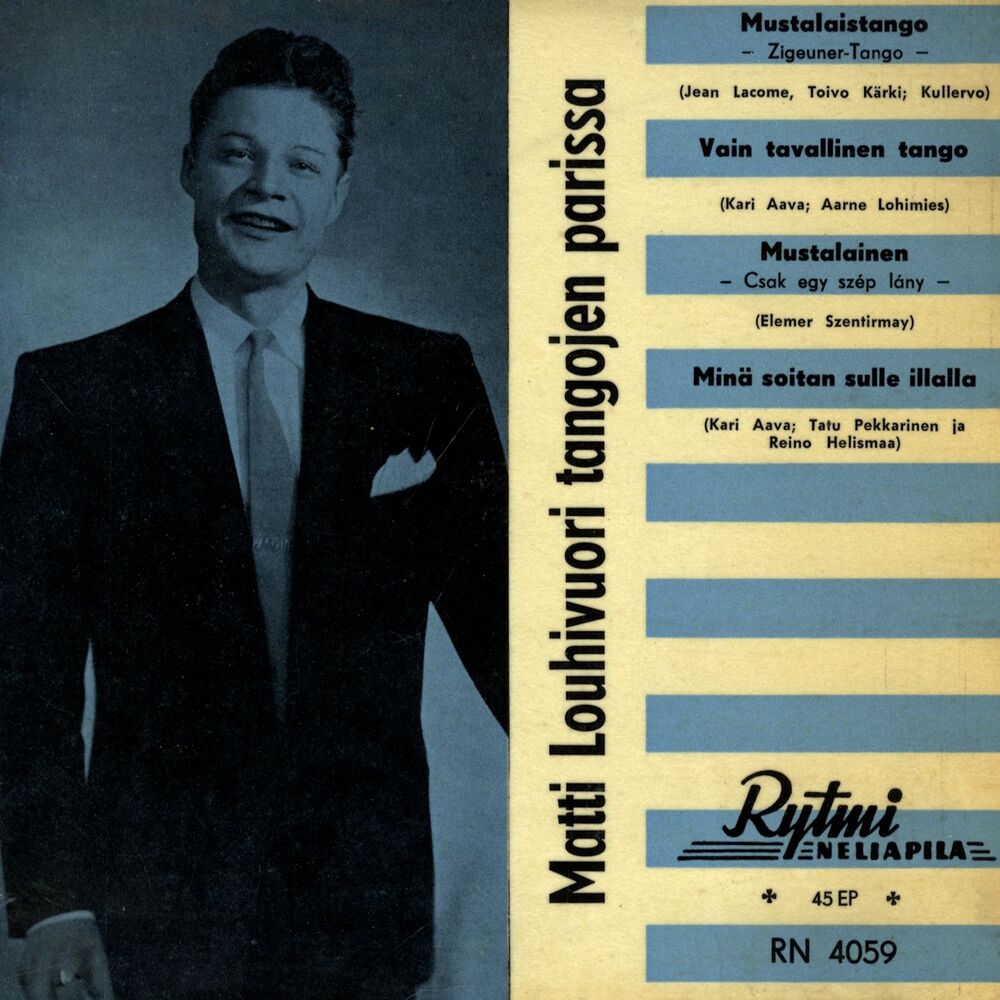 Matti Louhivuori tangojen parissa
Mustalaistango
– Zigeuner-Tango –
(Jean Lacome, Toivo Kärki; Kullervo)
Vain tavallinen tango
(Kari Aava; Aarne Lohimies)
Mustalainen
– Csak egy szép lány –
(Elemer Szentirmay)
Minä soitan sulle illalla
(Kari Aava; Tatu Pekkarinen ja
Reino Helismaa)
Rytmi
NELIAPILA
♣ 45 EP ♣
RN 4059